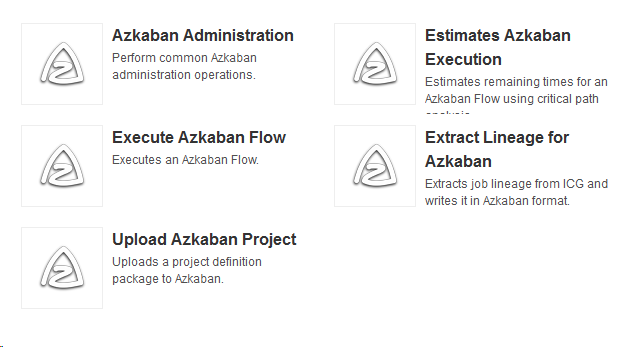 Azkaban Administration
Perform common Azkaban
administration operations.
Estimates Azkaban
Execution
Estimates remaining times for an
Azkaban Flow using critical path
Execute Azkaban Flow
Executes an Azkaban Flow.
Extract Lineage for
Azkaban
Extracts job lineage from ICG and
writes it in Azkaban format.
Upload Azkaban Project
Uploads a project definition
package to Azkaban.